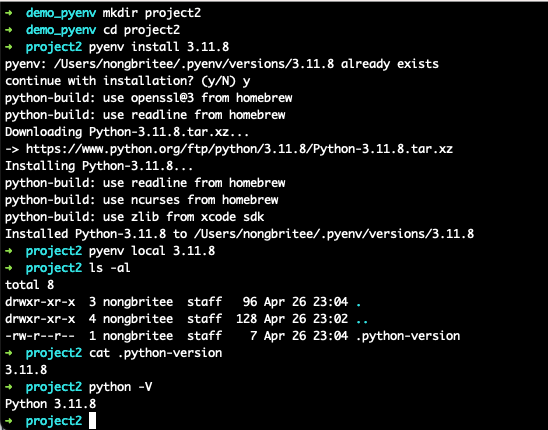 ➜  demo_pyenv mkdir project2
➜  demo_pyenv cd project2
➜  project2 pyenv install 3.11.8
pyenv: /Users/nongbritee/.pyenv/versions/3.11.8 already exists
continue with installation? (y/N) y
python-build: use openssl@3 from homebrew
python-build: use readline from homebrew
Downloading Python-3.11.8.tar.xz...
-> https://www.python.org/ftp/python/3.11.8/Python-3.11.8.tar.xz
Installing Python-3.11.8...
python-build: use readline from homebrew
python-build: use ncurses from homebrew
python-build: use zlib from xcode sdk
Installed Python-3.11.8 to /Users/nongbritee/.pyenv/versions/3.11.8
➜  project2 pyenv local 3.11.8
➜  project2 ls -al
total 8
drwxr-xr-x  3 nongbritee  staff   96 Apr 26 23:04 .
drwxr-xr-x  4 nongbritee  staff  128 Apr 26 23:02 ..
-rw-r--r--  1 nongbritee  staff    7 Apr 26 23:04 .python-version
➜  project2 cat .python-version
3.11.8
➜  project2 python -V
Python 3.11.8
➜  project2